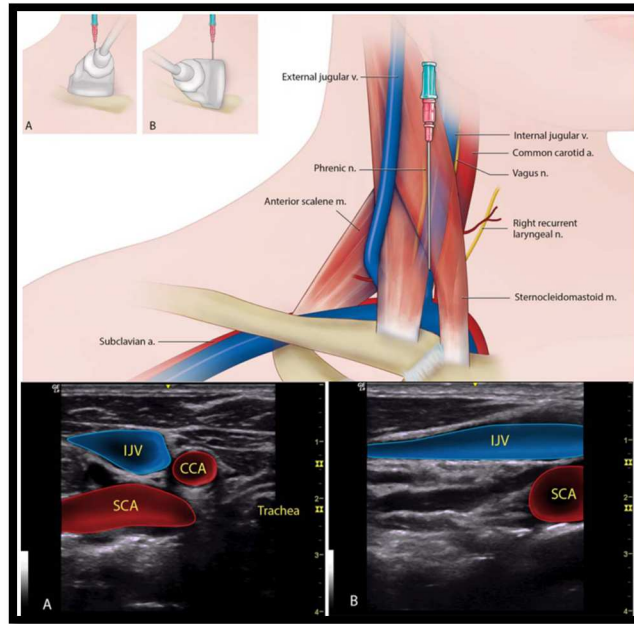 A
B
External jugular v.
Internal jugular v.
Common carotid a.
Phrenic n.
Vagus n.
Anterior scalene m.
Right recurrent
laryngeal n.
Sternocleidomastoid m.
Subclavian a.
IJV
CCA
SCA
Trachea
1
2
3
4
A
IJV
SCA
1
2
3
4
B